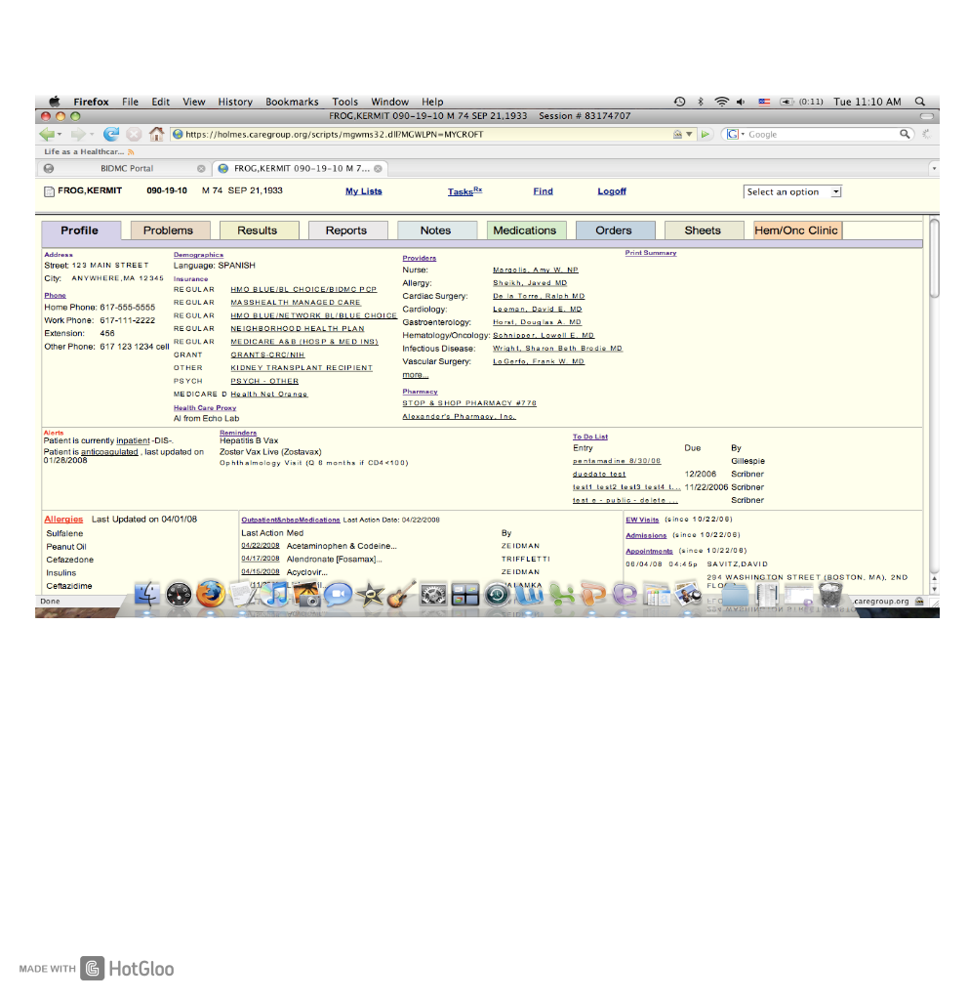 Firefox File Edit View History Bookmarks Tools Window Help (0:11) Tue 11:10 AM
FROG,KERMIT 090-19-10 M 74 SEP 21,1933 Session # 83174707
https://holmes.caregroup.org/scripts/mgwms32.dll?MGWLPN=MYCROFT G Google
Life as a Healthcar...
BIDMC Portal FROG,KERMIT 090-19-10 M 7...
FROG,KERMIT 090-19-10 M 74 SEP 21,1933 My Lists TasksRx Find Logoff Select an option
Profile Problems Results Reports Notes Medications Orders Sheets Hem/Onc Clinic
Address
Street: 123 MAIN STREET
City: ANYWHERE,MA 12345
Phone
Home Phone: 617-555-5555
Work Phone: 617-111-2222
Extension: 456
Other Phone: 617 123 1234 cell
Demographics
Language: SPANISH
Insurance
REGULAR HMO BLUE/BL CHOICE/BIDMC PCP
REGULAR MASSHEALTH MANAGED CARE
REGULAR HMO BLUE/NETWORK BL/BLUE CHOICE
REGULAR NEIGHBORHOOD HEALTH PLAN
REGULAR MEDICARE A&B (HOSP & MED INS)
GRANT GRANTS-CRC/NIH
OTHER KIDNEY TRANSPLANT RECIPIENT
PSYCH PSYCH - OTHER
MEDICARE D Health Net Orange
Health Care Proxy
Al from Echo Lab
Providers
Nurse: Margolis, Amy W. NP
Allergy: Sheikh, Javed MD
Cardiac Surgery: De la Torre, Ralph MD
Cardiology: Leeman, David E. MD
Gastroenterology: Horst, Douglas A. MD
Hematology/Oncology: Schnipper, Lowell E. MD
Infectious Disease: Wright, Sharon Beth Brodie MD
Vascular Surgery: LoGerfo, Frank W. MD
more...
Pharmacy
STOP & SHOP PHARMACY #776
Alexander's Pharmacy, Inc.
Print Summary
Alerts
Patient is currently inpatient -DIS-.
Patient is anticoagulated , last updated on
01/28/2008
Reminders
Hepatitis B Vax
Zoster Vax Live (Zostavax)
Ophthalmology Visit (Q 6 months if CD4<100)
To Do List
Entry Due By
pentamadine 8/30/06 Gillespie
duedate test 12/2006 Scribner
test1 test2 test3 test4 t... 11/22/2006 Scribner
test e - public - delete ... Scribner
Allergies Last Updated on 04/01/08
Sulfalene
Peanut Oil
Cefazedone
Insulins
Ceftazidime
Outpatient&nbspMedications Last Action Date: 04/22/2008
Last Action Med By
04/22/2008 Acetaminophen & Codeine... ZEIDMAN
04/17/2008 Alendronate [Fosamax]... TRIFFLETTI
04/15/2008 Acyclovir... ZEIDMAN
EW Visits (since 10/22/06)
Admissions (since 10/22/06)
Appointments (since 10/22/06)
06/04/08 04:45p SAVITZ,DAVID
294 WASHINGTON STREET (BOSTON, MA), 2ND
Done caregroup.org
MADE WITH HotGloo